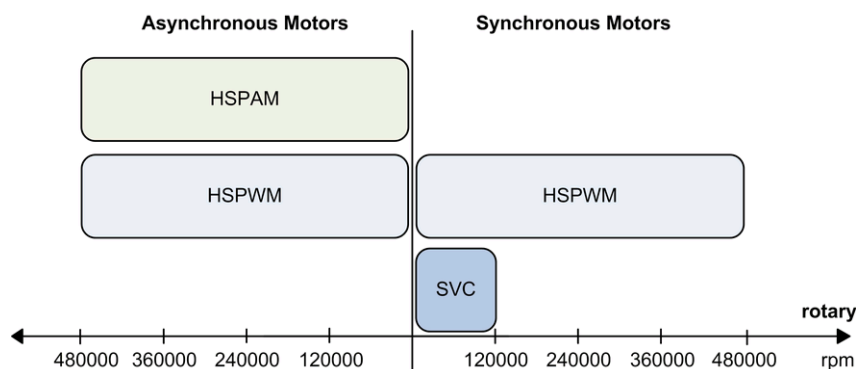 Asynchronous Motors Synchronous Motors
HSPAM
HSPWM HSPWM
SVC
rotary
480000 360000 240000 120000 120000 240000 360000 480000 rpm